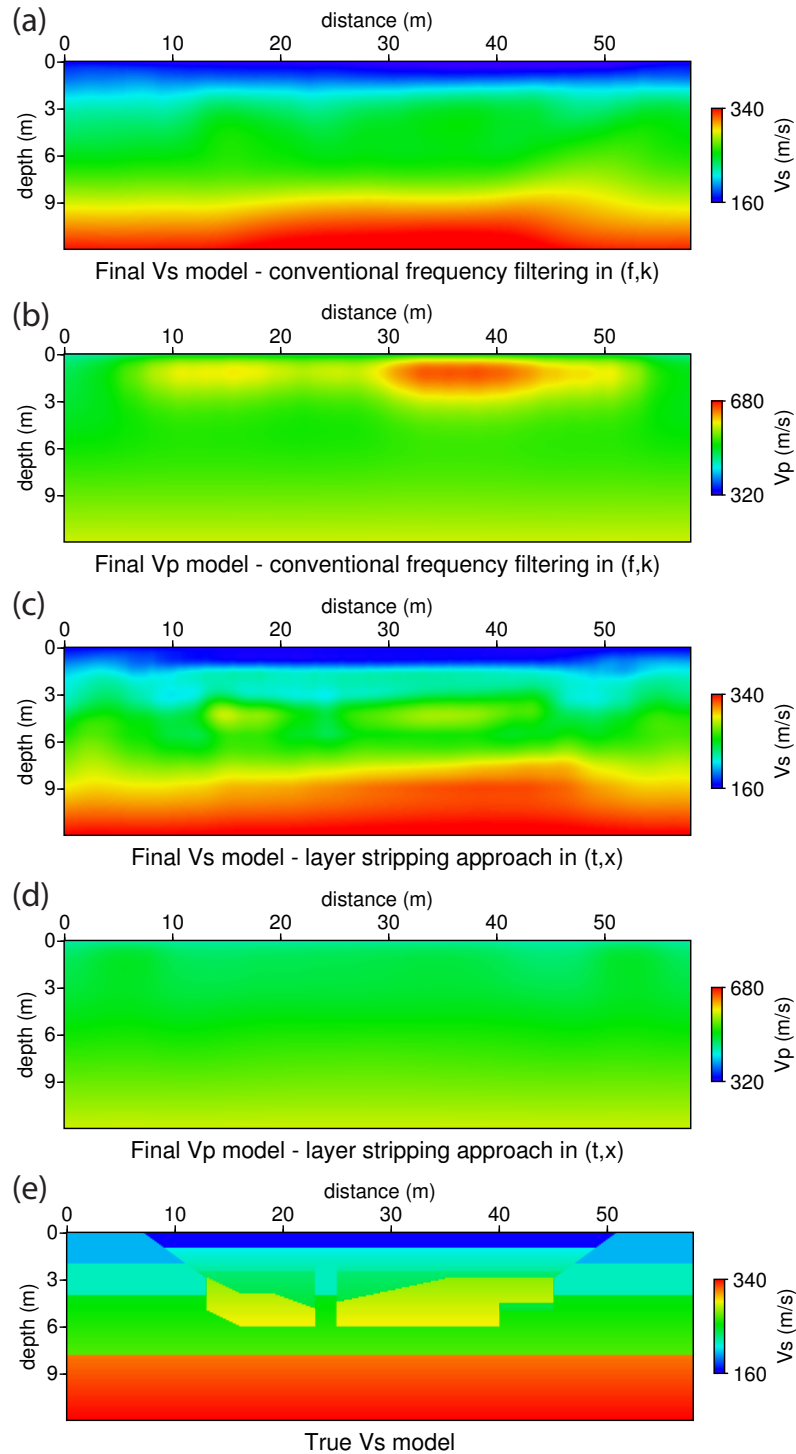 (a)
distance (m)
0 10 20 30 40 50
0
3
6
9
depth (m)
340
160
Vs (m/s)
Final Vs model - conventional frequency filtering in (f,k)
(b)
distance (m)
0 10 20 30 40 50
0
3
6
9
depth (m)
680
320
Vp (m/s)
Final Vp model - conventional frequency filtering in (f,k)
(c)
distance (m)
0 10 20 30 40 50
0
3
6
9
depth (m)
340
160
Vs (m/s)
Final Vs model - layer stripping approach in (t,x)
(d)
distance (m)
0 10 20 30 40 50
0
3
6
9
depth (m)
680
320
Vp (m/s)
Final Vp model - layer stripping approach in (t,x)
(e)
distance (m)
0 10 20 30 40 50
0
3
6
9
depth (m)
340
160
Vs (m/s)
True Vs model